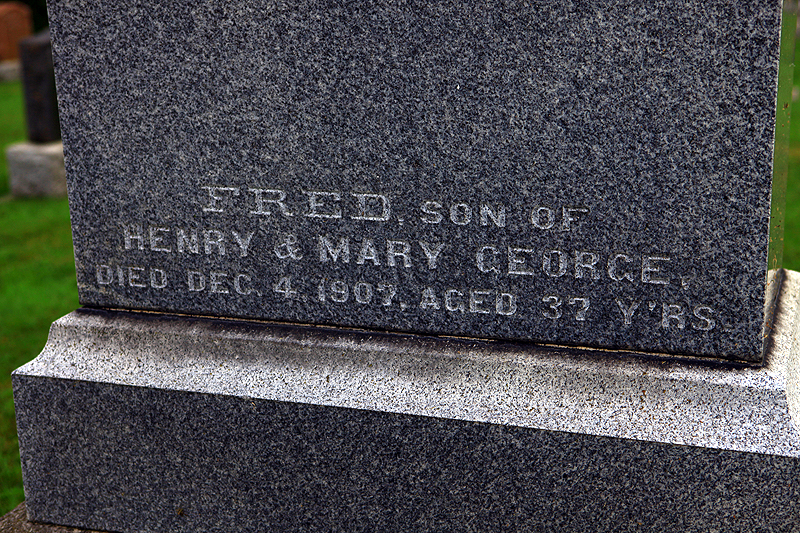 FRED. SON OF
HENRY & MARY GEORGE,
DIED DEC. 4, 1907, AGED 37 Y'RS.